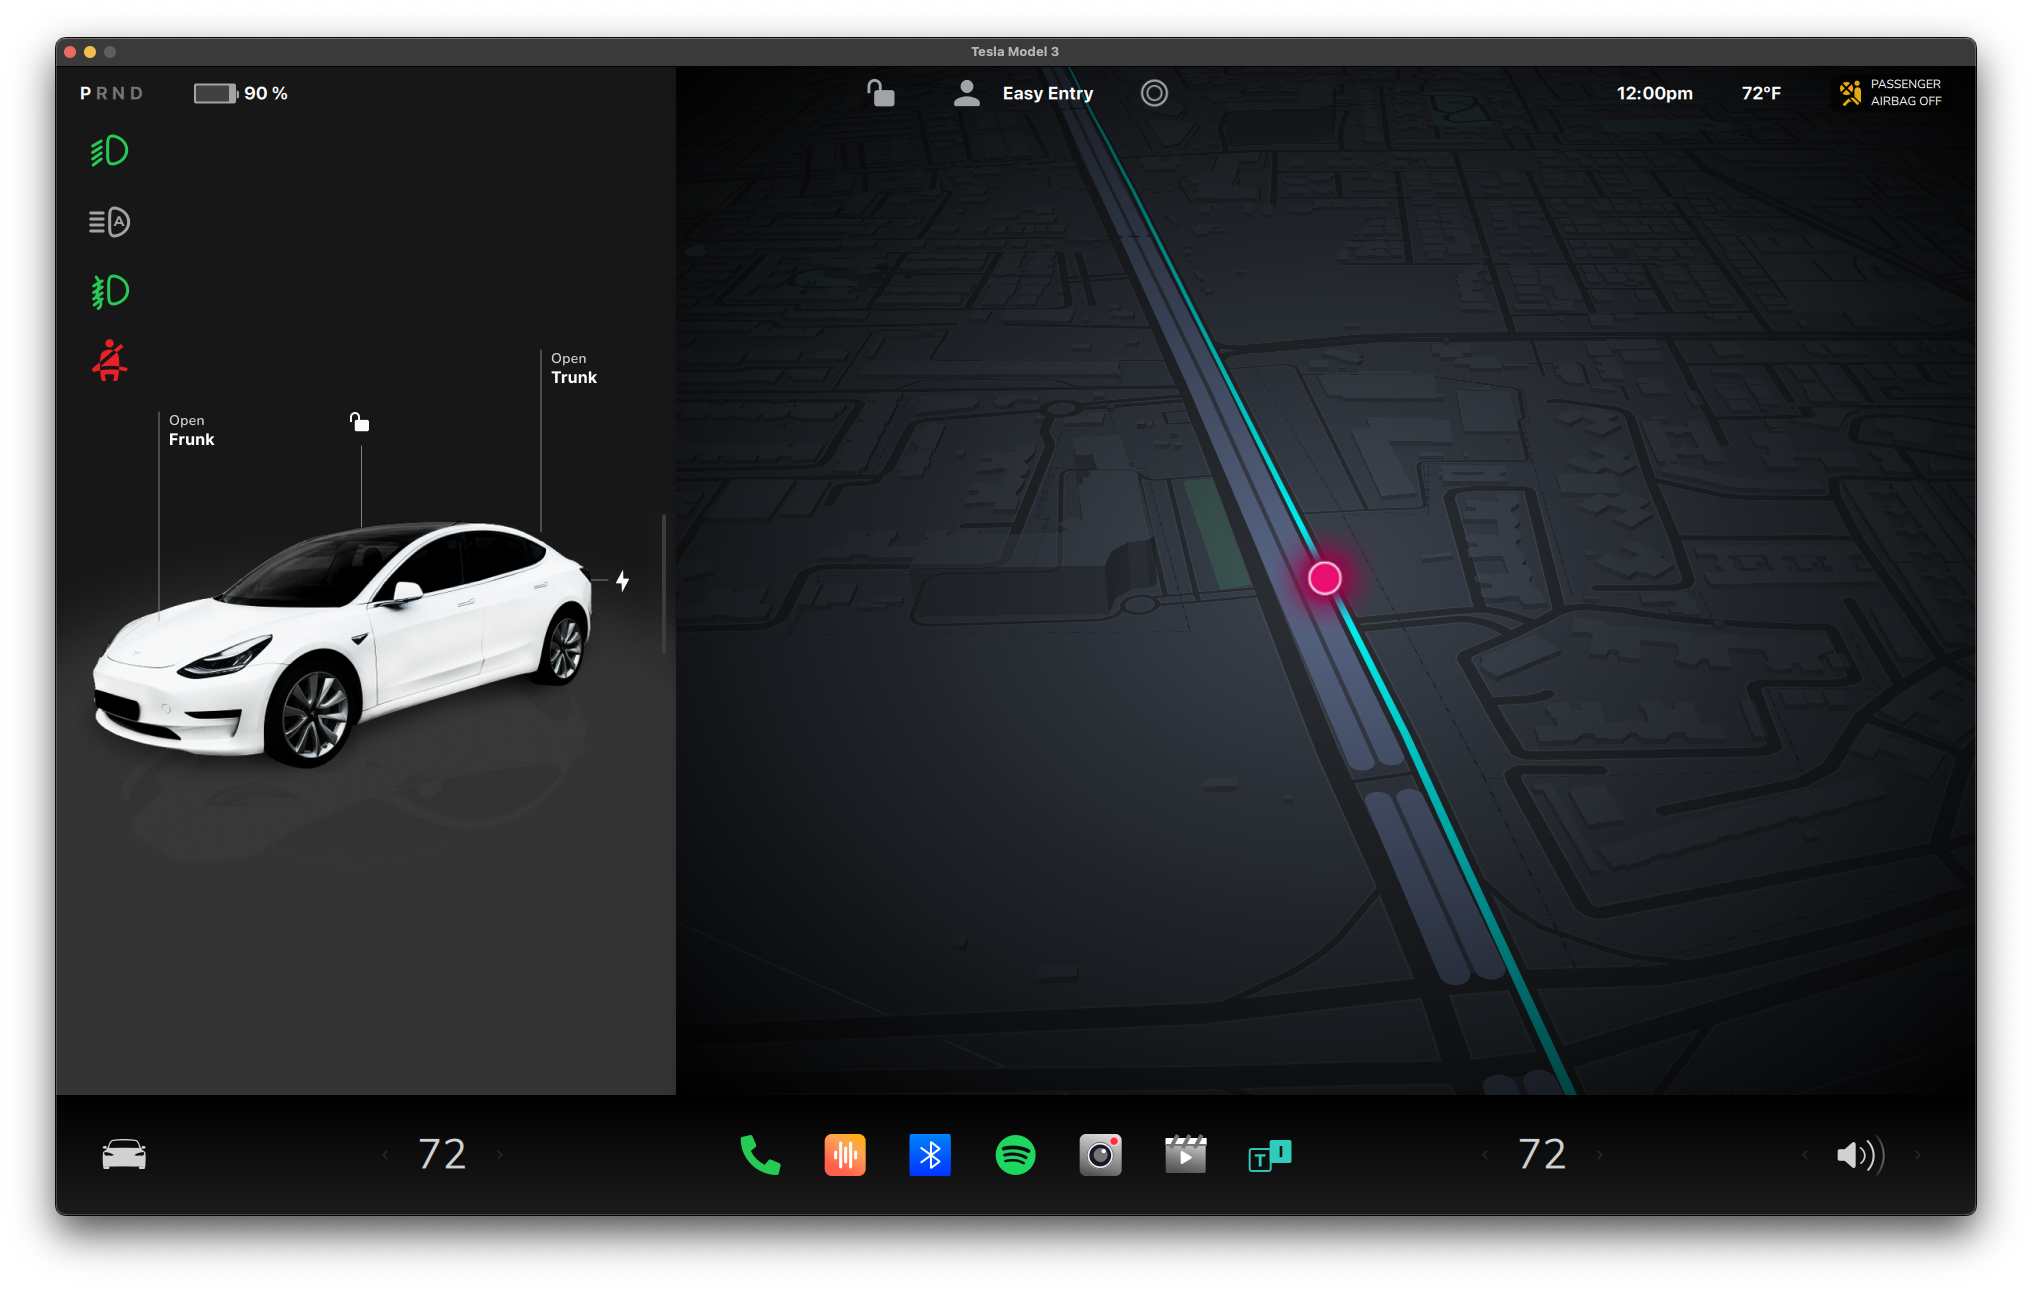 Tesla Model 3
P R N D
90 %
Easy Entry
12:00pm
72°F
PASSENGER
AIRBAG OFF
A
Open
Trunk
Open
Frunk
72
T I
72